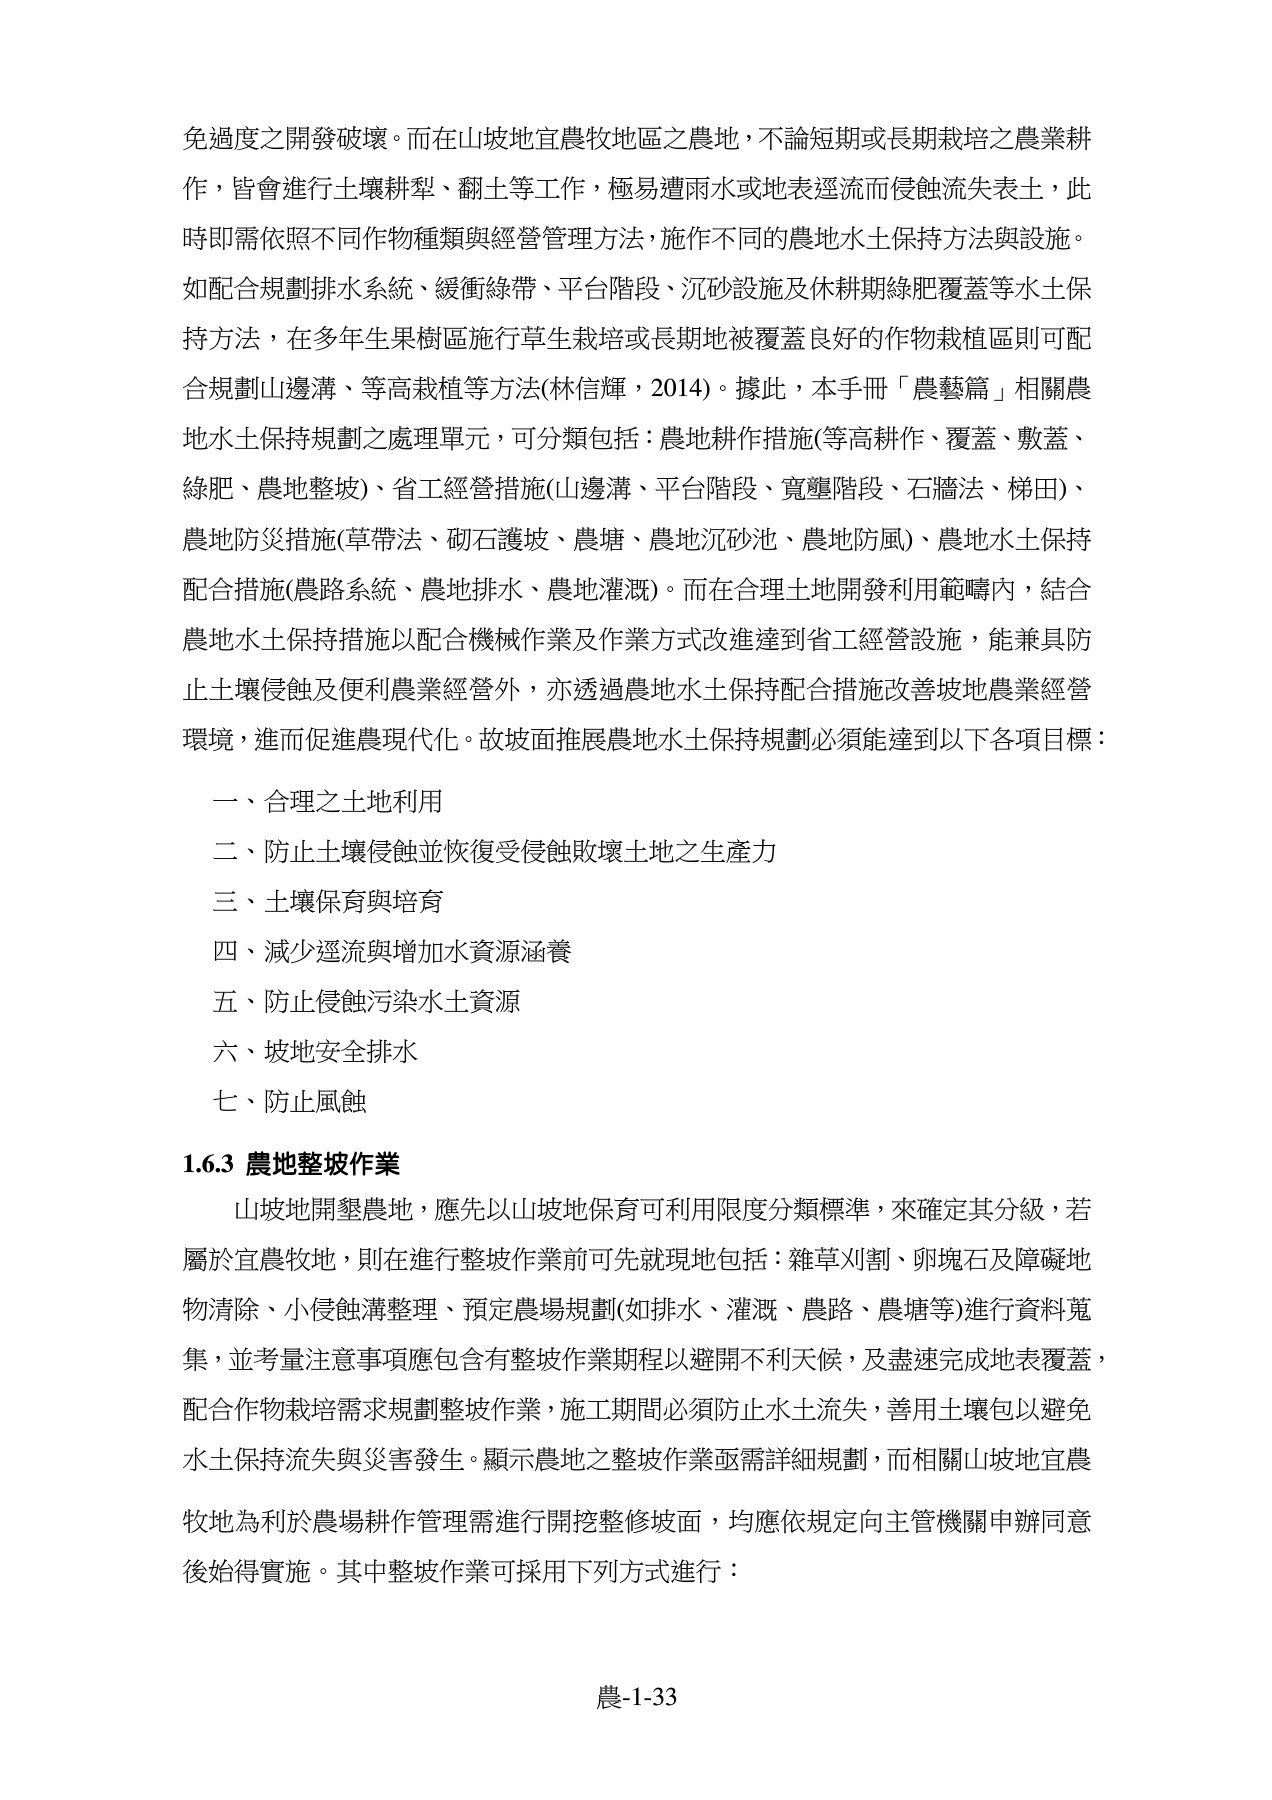 免過度之開發破壞。而在山坡地宜農牧地區之農地，不論短期或長期栽培之農業耕
作，皆會進行土壤耕犁、翻土等工作，極易遭雨水或地表逕流而侵蝕流失表土，此
時即需依照不同作物種類與經營管理方法，施作不同的農地水土保持方法與設施。
如配合規劃排水系統、緩衝綠帶、平台階段、沉砂設施及休耕期綠肥覆蓋等水土保
持方法，在多年生果樹區施行草生栽培或長期地被覆蓋良好的作物栽植區則可配
合規劃山邊溝、等高栽植等方法(林信輝，2014)。據此，本手冊「農藝篇」相關農
地水土保持規劃之處理單元，可分類包括：農地耕作措施(等高耕作、覆蓋、敷蓋、
綠肥、農地整坡)、省工經營措施(山邊溝、平台階段、寬壟階段、石牆法、梯田)、
農地防災措施(草帶法、砌石護坡、農塘、農地沉砂池、農地防風)、農地水土保持
配合措施(農路系統、農地排水、農地灌溉)。而在合理土地開發利用範疇內，結合
農地水土保持措施以配合機械作業及作業方式改進達到省工經營設施，能兼具防
止土壤侵蝕及便利農業經營外，亦透過農地水土保持配合措施改善坡地農業經營
環境，進而促進農現代化。故坡面推展農地水土保持規劃必須能達到以下各項目標：
一、合理之土地利用
二、防止土壤侵蝕並恢復受侵蝕敗壞土地之生產力
三、土壤保育與培育
四、減少逕流與增加水資源涵養
五、防止侵蝕污染水土資源
六、坡地安全排水
七、防止風蝕
1.6.3 農地整坡作業
山坡地開墾農地，應先以山坡地保育可利用限度分類標準，來確定其分級，若
屬於宜農牧地，則在進行整坡作業前可先就現地包括：雜草刈割、卵塊石及障礙地
物清除、小侵蝕溝整理、預定農場規劃(如排水、灌溉、農路、農塘等)進行資料蒐
集，並考量注意事項應包含有整坡作業期程以避開不利天候，及盡速完成地表覆蓋，
配合作物栽培需求規劃整坡作業，施工期間必須防止水土流失，善用土壤包以避免
水土保持流失與災害發生。顯示農地之整坡作業亟需詳細規劃，而相關山坡地宜農
牧地為利於農場耕作管理需進行開挖整修坡面，均應依規定向主管機關申辦同意
後始得實施。其中整坡作業可採用下列方式進行：
農-1-33